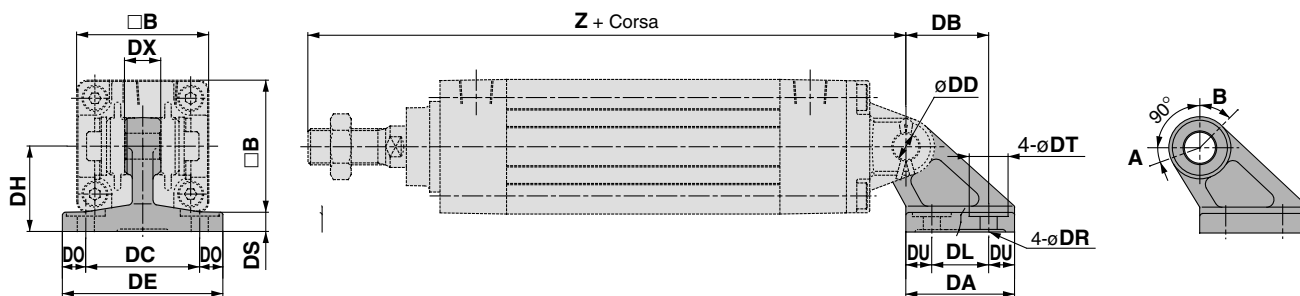 □B
DX
□B
DH
DS
DO
DC
DO
DE
Z + Corsa
DB
øDD
4-øDT
4-øDR
DU
DL
DU
DA
90°
B
A